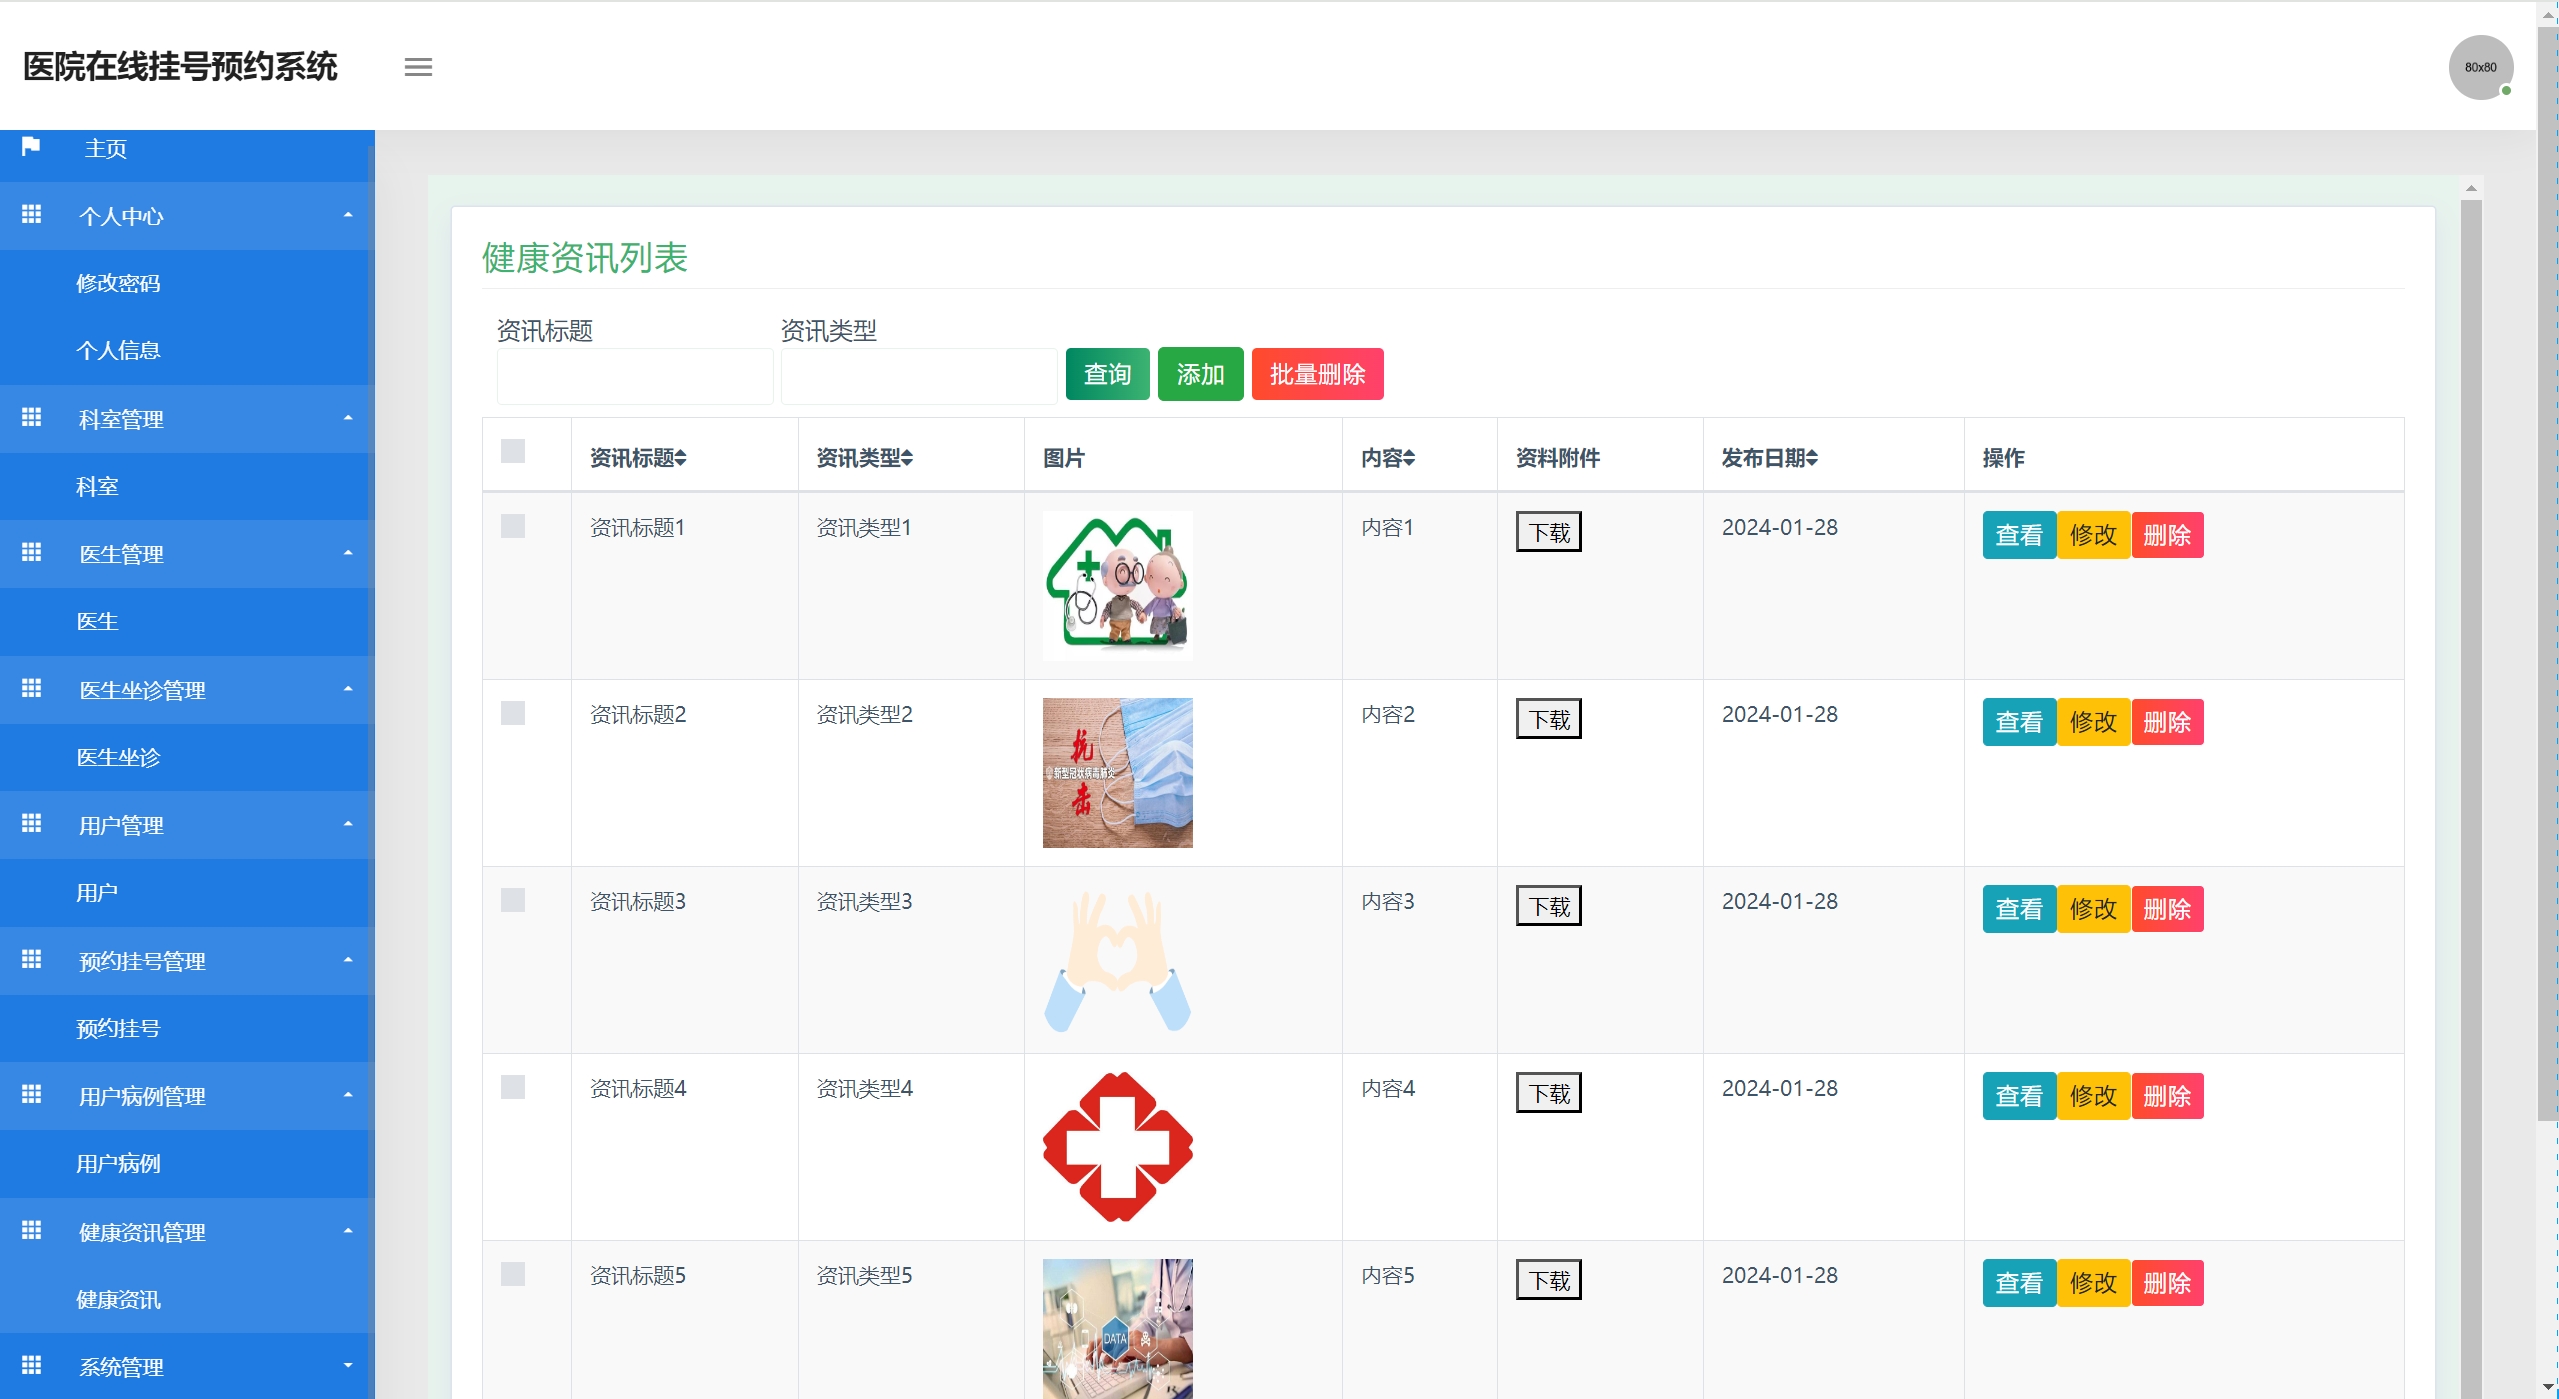 医院在线挂号预约系统
80x80
主页
个人中心
修改密码
个人信息
科室管理
科室
医生管理
医生
医生坐诊管理
医生坐诊
用户管理
用户
预约挂号管理
预约挂号
用户病例管理
用户病例
健康资讯管理
健康资讯
系统管理
健康资讯列表
资讯标题 资讯类型
查询 添加 批量删除
资讯标题 资讯类型 图片 内容 资料附件 发布日期 操作
资讯标题1 资讯类型1 内容1 下载 2024-01-28 查看 修改 删除
资讯标题2 资讯类型2 内容2 下载 2024-01-28 查看 修改 删除
抗
新型冠状病毒肺炎
击
资讯标题3 资讯类型3 内容3 下载 2024-01-28 查看 修改 删除
资讯标题4 资讯类型4 内容4 下载 2024-01-28 查看 修改 删除
资讯标题5 资讯类型5 内容5 下载 2024-01-28 查看 修改 删除
DATA